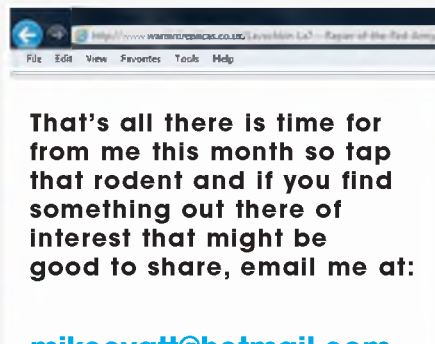 File Edit View Favorites Tools Help
That's all there is time for
from me this month so tap
that rodent and if you find
something out there of
interest that might be
good to share, email me at: